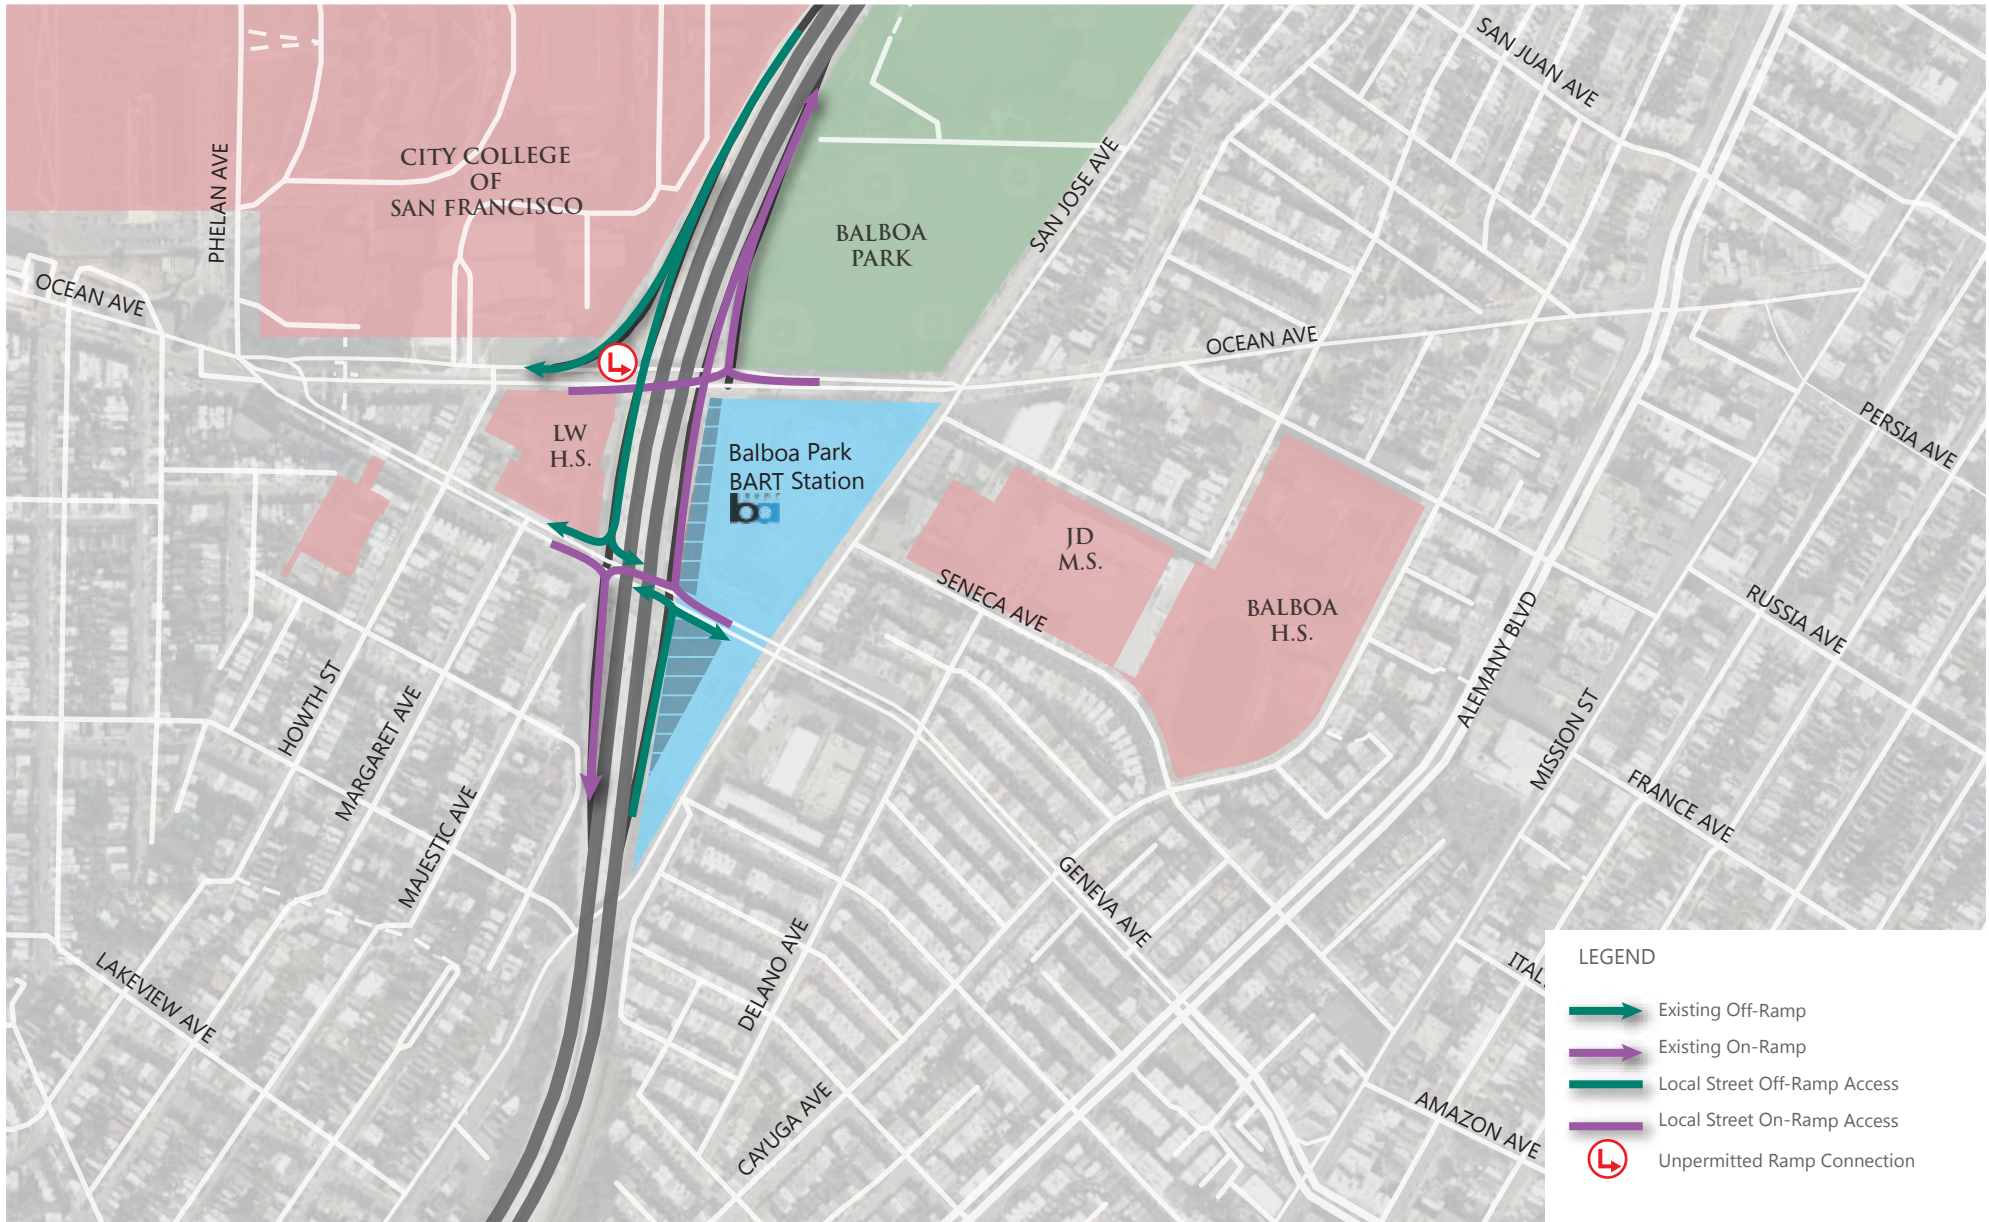 SAN JUAN AVE
CITY COLLEGE
OF
SAN FRANCISCO
PHELAN AVE
SAN JOSE AVE
BALBOA
PARK
OCEAN AVE
OCEAN AVE
LW
H.S.
Balboa Park
BART Station
ba
PERSIA AVE
JD
M.S.
SENECA AVE
BALBOA
H.S.
RUSSIA AVE
ALEMANY BLVD
HOWTH ST
MARGARET AVE
MAJESTIC AVE
MISSION ST
FRANCE AVE
GENEVA AVE
DELANO AVE
LAKEVIEW AVE
CAYUGA AVE
ITAL
AMAZON AVE
LEGEND
Existing Off-Ramp
Existing On-Ramp
Local Street Off-Ramp Access
Local Street On-Ramp Access
Unpermitted Ramp Connection